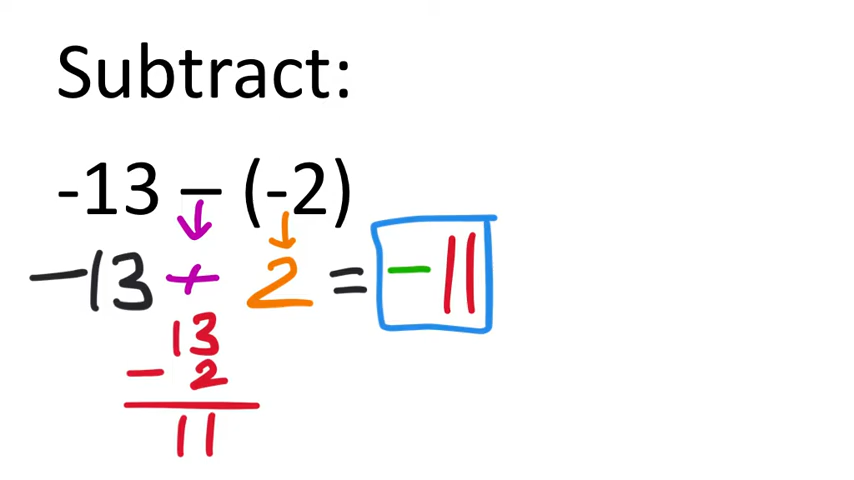 Subtract:
-13 – (-2)
-13 + 2 = -11
13
- 2
11